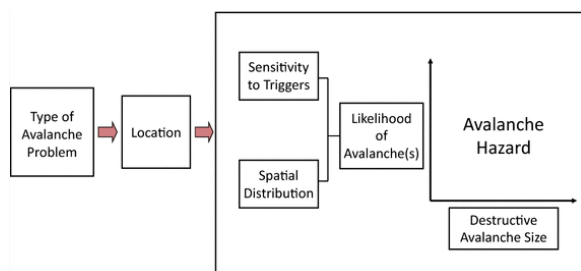 Type of
Avalanche
Problem
Location
Sensitivity
to Triggers
Spatial
Distribution
Likelihood
of
Avalanche(s)
Avalanche
Hazard
Destructive
Avalanche Size